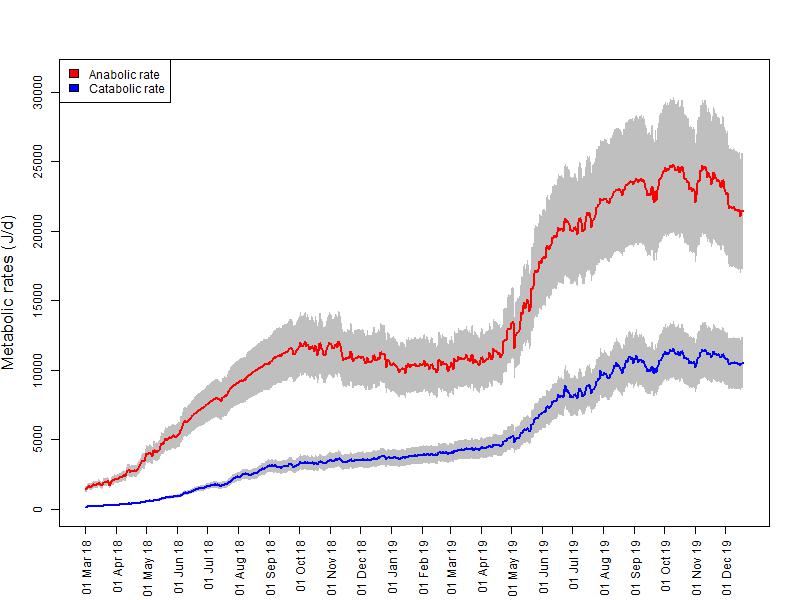 Anabolic rate
Catabolic rate
Metabolic rates (J/d)
30000
25000
20000
15000
10000
5000
0
01 Mar 18
01 Apr 18
01 May 18
01 Jun 18
01 Jul 18
01 Aug 18
01 Sep 18
01 Oct 18
01 Nov 18
01 Dec 18
01 Jan 19
01 Feb 19
01 Mar 19
01 Apr 19
01 May 19
01 Jun 19
01 Jul 19
01 Aug 19
01 Sep 19
01 Oct 19
01 Nov 19
01 Dec 19